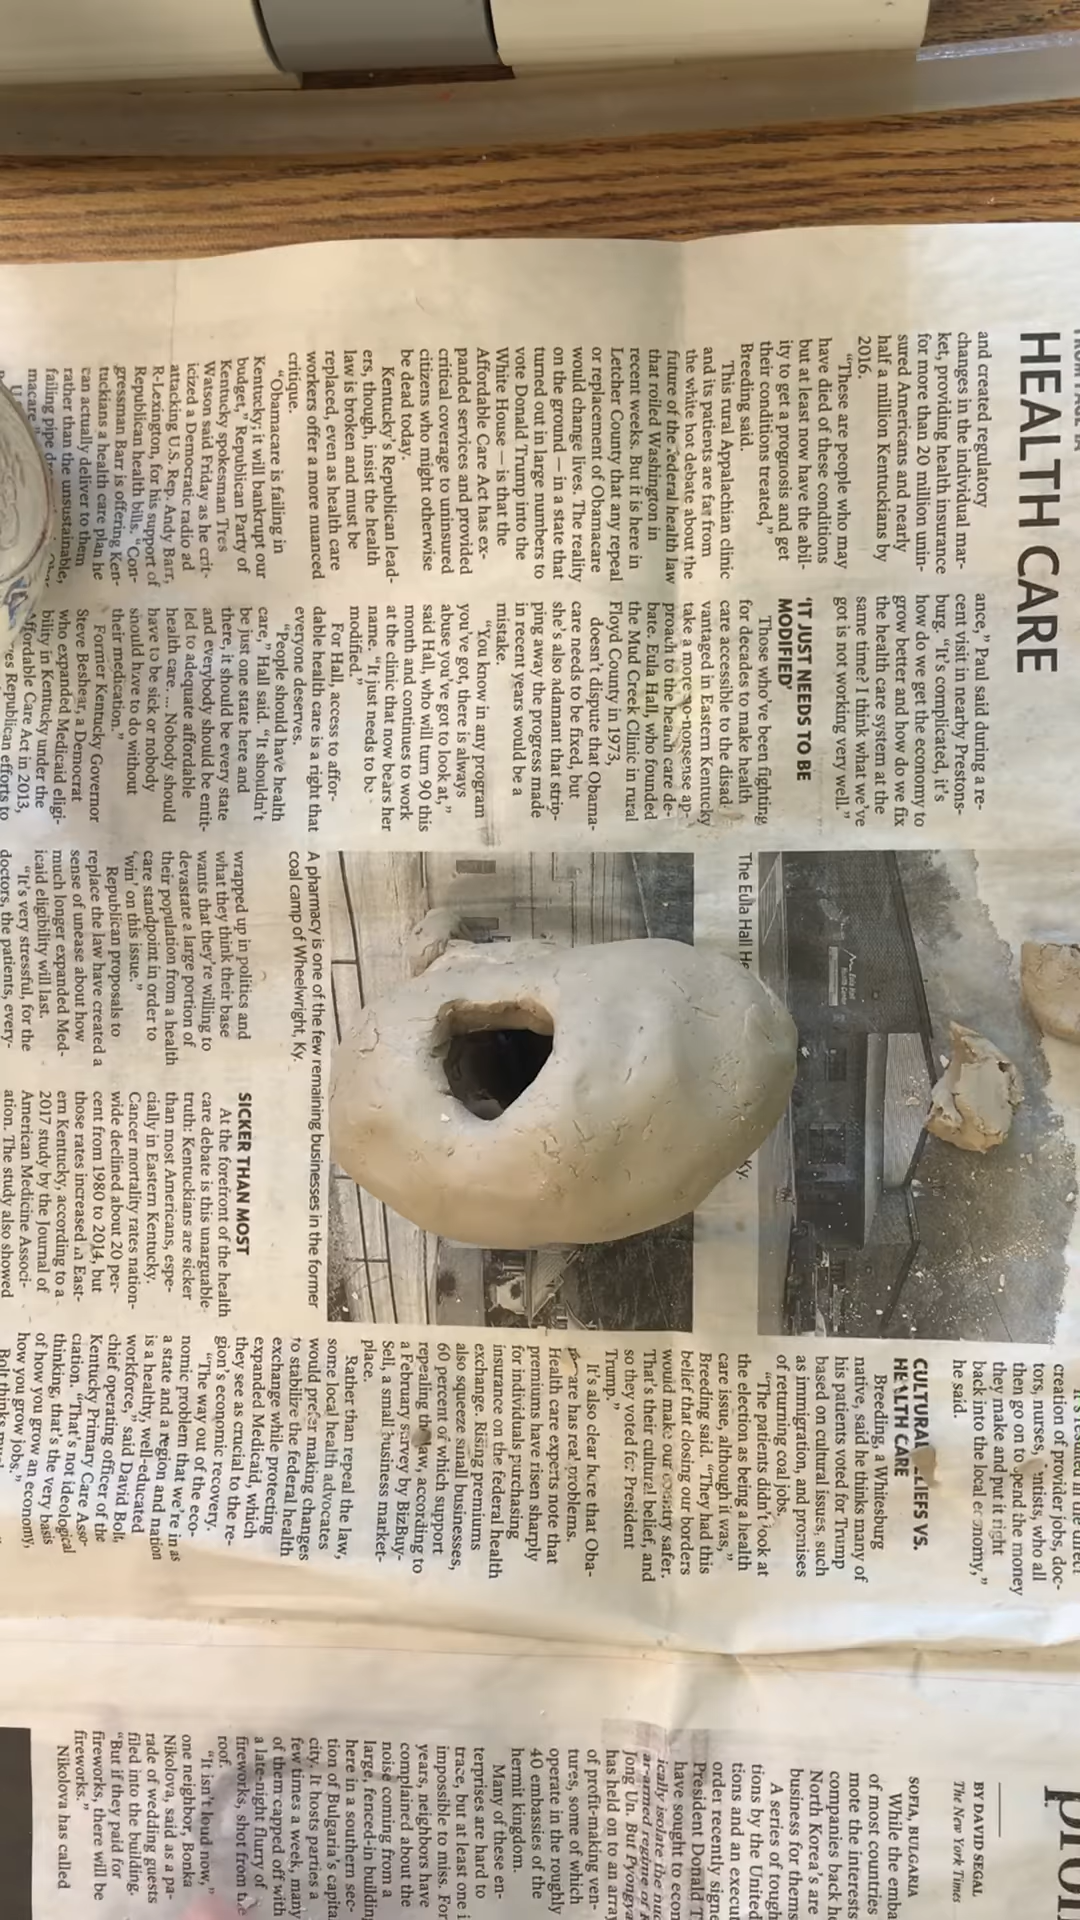 HEALTH CARE
and created regulatory
changes in the individual mar-
ket, providing health insurance
for more than 20 million unin-
sured Americans and nearly
half a million Kentuckians by
2016.
“These are people who may
have died of these conditions
but at least now have the abil-
ity to get a prognosis and get
their conditions treated,”
Breeding said.
This rural Appalachian clinic
and its patients are far from
the white hot debate about the
future of the federal health law
that rolled Washington in
recent weeks. But it is here in
Letcher County that any repeal
or replacement of Obamacare
would change lives. The reality
on the ground — in a state that
turned out in large numbers to
vote Donald Trump into the
White House — is that the
Affordable Care Act has ex-
panded services and provided
critical coverage to uninsured
citizens who might otherwise
be dead today.
Kentucky’s Republican lead-
ers, though, insist the health
law is broken and must be
replaced, even as health care
workers offer a more nuanced
critique.
“Obamacare is failing in
Kentucky; it will bankrupt our
budget,” Republican Party of
Kentucky spokesman Tres
Watson said Friday as he crit-
icized a Democratic radio ad
attacking U.S. Rep. Andy Barr,
R-Lexington, for his support of
Republican health bills. “Con-
gressman Barr is offering Ken-
tuckians a health care plan he
can actually deliver to them
rather than the unsustainable,
failing pipe
macare.”
ance,” Paul said during a re-
cent visit in nearby Prestons-
burg. “It’s complicated, it’s
how do we get the economy to
grow better and how do we fix
the health care system at the
same time? I think what we’ve
got is not working very well.”
‘IT JUST NEEDS TO BE
MODIFIED’
Those who’ve been fighting
for decades to make health
care accessible to the disad-
vantaged in Eastern Kentucky
take a more no-nonsense ap-
proach to the health care de-
bate. Eula Hall, who founded
the Mud Creek Clinic in rural
Floyd County in 1973,
doesn’t dispute that Obama-
care needs to be fixed, but
she’s also adamant that strip-
ping away the progress made
in recent years would be a
mistake.
“You know in any program
you’ve got, there is always
abuse you’ve got to look at,”
said Hall, who will turn 90 this
month and continues to work
at the clinic that now bears her
name. “It just needs to be
modified.”
For Hall, access to affor-
dable health care is a right that
everyone deserves.
“People should have health
care,” Hall said. “It shouldn’t
be just one state here and
there, it should be every state
and everybody should be enti-
tled to adequate affordable
health care. ... Nobody should
have to be sick or nobody
should have to do without
their medication.”
Former Kentucky Governor
Steve Beshear, a Democrat
who expanded Medicaid eligi-
bility in Kentucky under the
Affordable Care Act in 2013,
Republican efforts to
The Eula Hall He
Ky.
A pharmacy is one of the few remaining businesses in the former
coal camp of Wheelwright, Ky.
wrapped up in politics and
what they think their base
wants that they’re willing to
devastate a large portion of
their population from a health
care standpoint in order to
‘win’ on this issue.”
Republican proposals to
replace the law have created a
sense of unease about how
much longer expanded Med-
icaid eligibility will last.
“It’s very stressful, for the
doctors, the patients, every-
SICKER THAN MOST
At the forefront of the health
care debate is this unarguable
truth: Kentuckians are sicker
than most Americans, espe-
cially in Eastern Kentucky.
Cancer mortality rates nation-
wide declined about 20 per-
cent from 1980 to 2014, but
those rates increased in East-
ern Kentucky, according to a
2017 study by the Journal of
American Medicine Associ-
ation. The study also showed
creation of provider jobs, doc-
tors, nurses, dentists, who all
then go on to spend the money
they make and put it right
back into the local economy,”
he said.
CULTURAL LIEFS VS.
HEALTH CARE
Breeding, a Whitesburg
native, said he thinks many of
his patients voted for Trump
based on cultural issues, such
as immigration, and promises
of returning coal jobs.
“The patients didn’t look at
the election as being a health
care issue, although it was,”
Breeding said. “They had this
belief that closing our borders
would make our country safer.
That’s their cultural belief, and
so they voted for President
Trump.”
It’s also clear here that Oba-
are has real problems.
Health care experts note that
premiums have risen sharply
for individuals purchasing
insurance on the federal health
exchange. Rising premiums
also squeeze small businesses,
60 percent of which support
repealing the law, according to
a February survey by BizBuy-
Sell, a small business market-
place.
Rather than repeal the law,
some local health advocates
would prefer making changes
to stabilize the federal health
exchange while protecting
expanded Medicaid, which
they see as crucial to the re-
gion’s economic recovery.
“The way out of the eco-
nomic problem that we’re in as
a state and a region and nation
is a healthy, well-educated
workforce,” said David Bolt,
chief operating officer of the
Kentucky Primary Care Asso-
ciation. “That’s not ideological
thinking, that’s the very basis
of how you grow an economy,
how you grow jobs.”
Bolt thinks
BY DAVID SEGAL
The New York Times
SOFIA, BULGARIA
While the emba
of most countries
mote the interests
companies back h
North Korea’s are
business for thems
A series of tough
tions by the United
tions and an execut
order recently signe
President Donald T
have sought to econ
ically isolate the nuc
ar-armed regime of K
Jong Un. But Pyongya
has held on to an array
of profit-making ven-
tures, some of which
operate in the roughly
40 embassies of the
hermit kingdom.
Many of these en-
terprises are hard to
trace, but at least one i
impossible to miss. For
years, neighbors have
complained about the
noise coming from a
large, fenced-in buildin
here in a southern sec-
tion of Bulgaria’s capita
city. It hosts parties a
few times a week, many
of them capped off with
a late-night flurry of
fireworks, shot from the
roof.
“It isn’t loud now,”
one neighbor, Bonka
Nikolova, said as a pa-
rade of wedding guests
filed into the building.
“But if they paid for
fireworks, there will be
fireworks.”
Nikolova has called